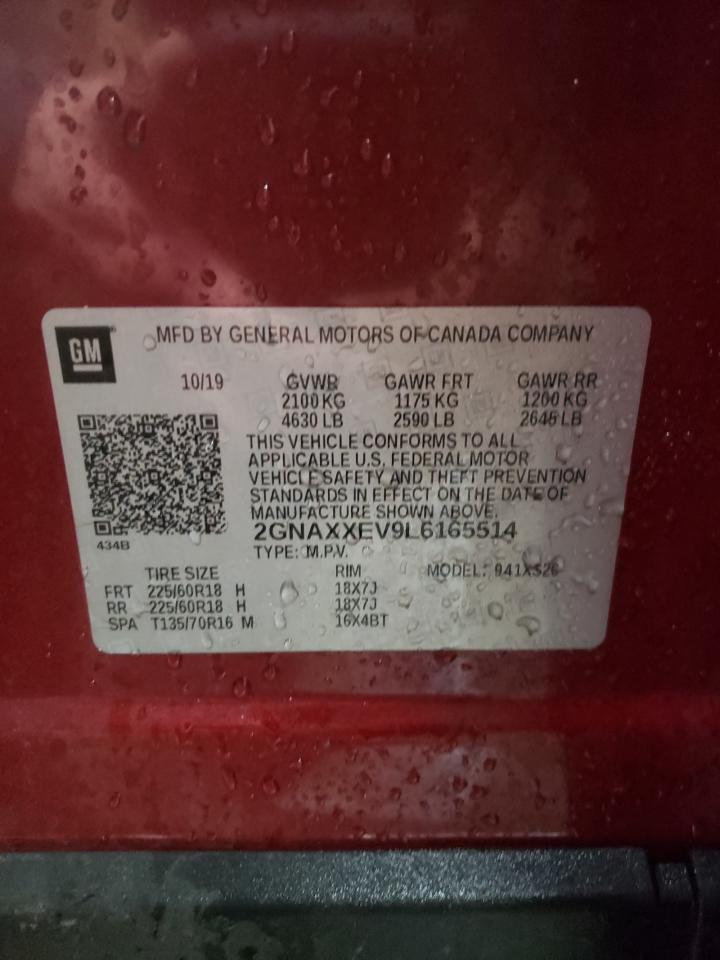 GM
MFD BY GENERAL MOTORS OF CANADA COMPANY
10/19 GVWR GAWR FRT GAWR RR
2100 KG 1175 KG 1200 KG
4630 LB 2590 LB 2645 LB
THIS VEHICLE CONFORMS TO ALL
APPLICABLE U.S. FEDERAL MOTOR
VEHICLE SAFETY AND THEFT PREVENTION
STANDARDS IN EFFECT ON THE DATE OF
MANUFACTURE SHOWN ABOVE.
2GNAXXEV9L6165514
434B
TYPE: M.P.V.
TIRE SIZE RIM MODEL: 941XS26
FRT 225/60R18 H 18X7J
RR 225/60R18 H 18X7J
SPA T135/70R16 M 16X4BT